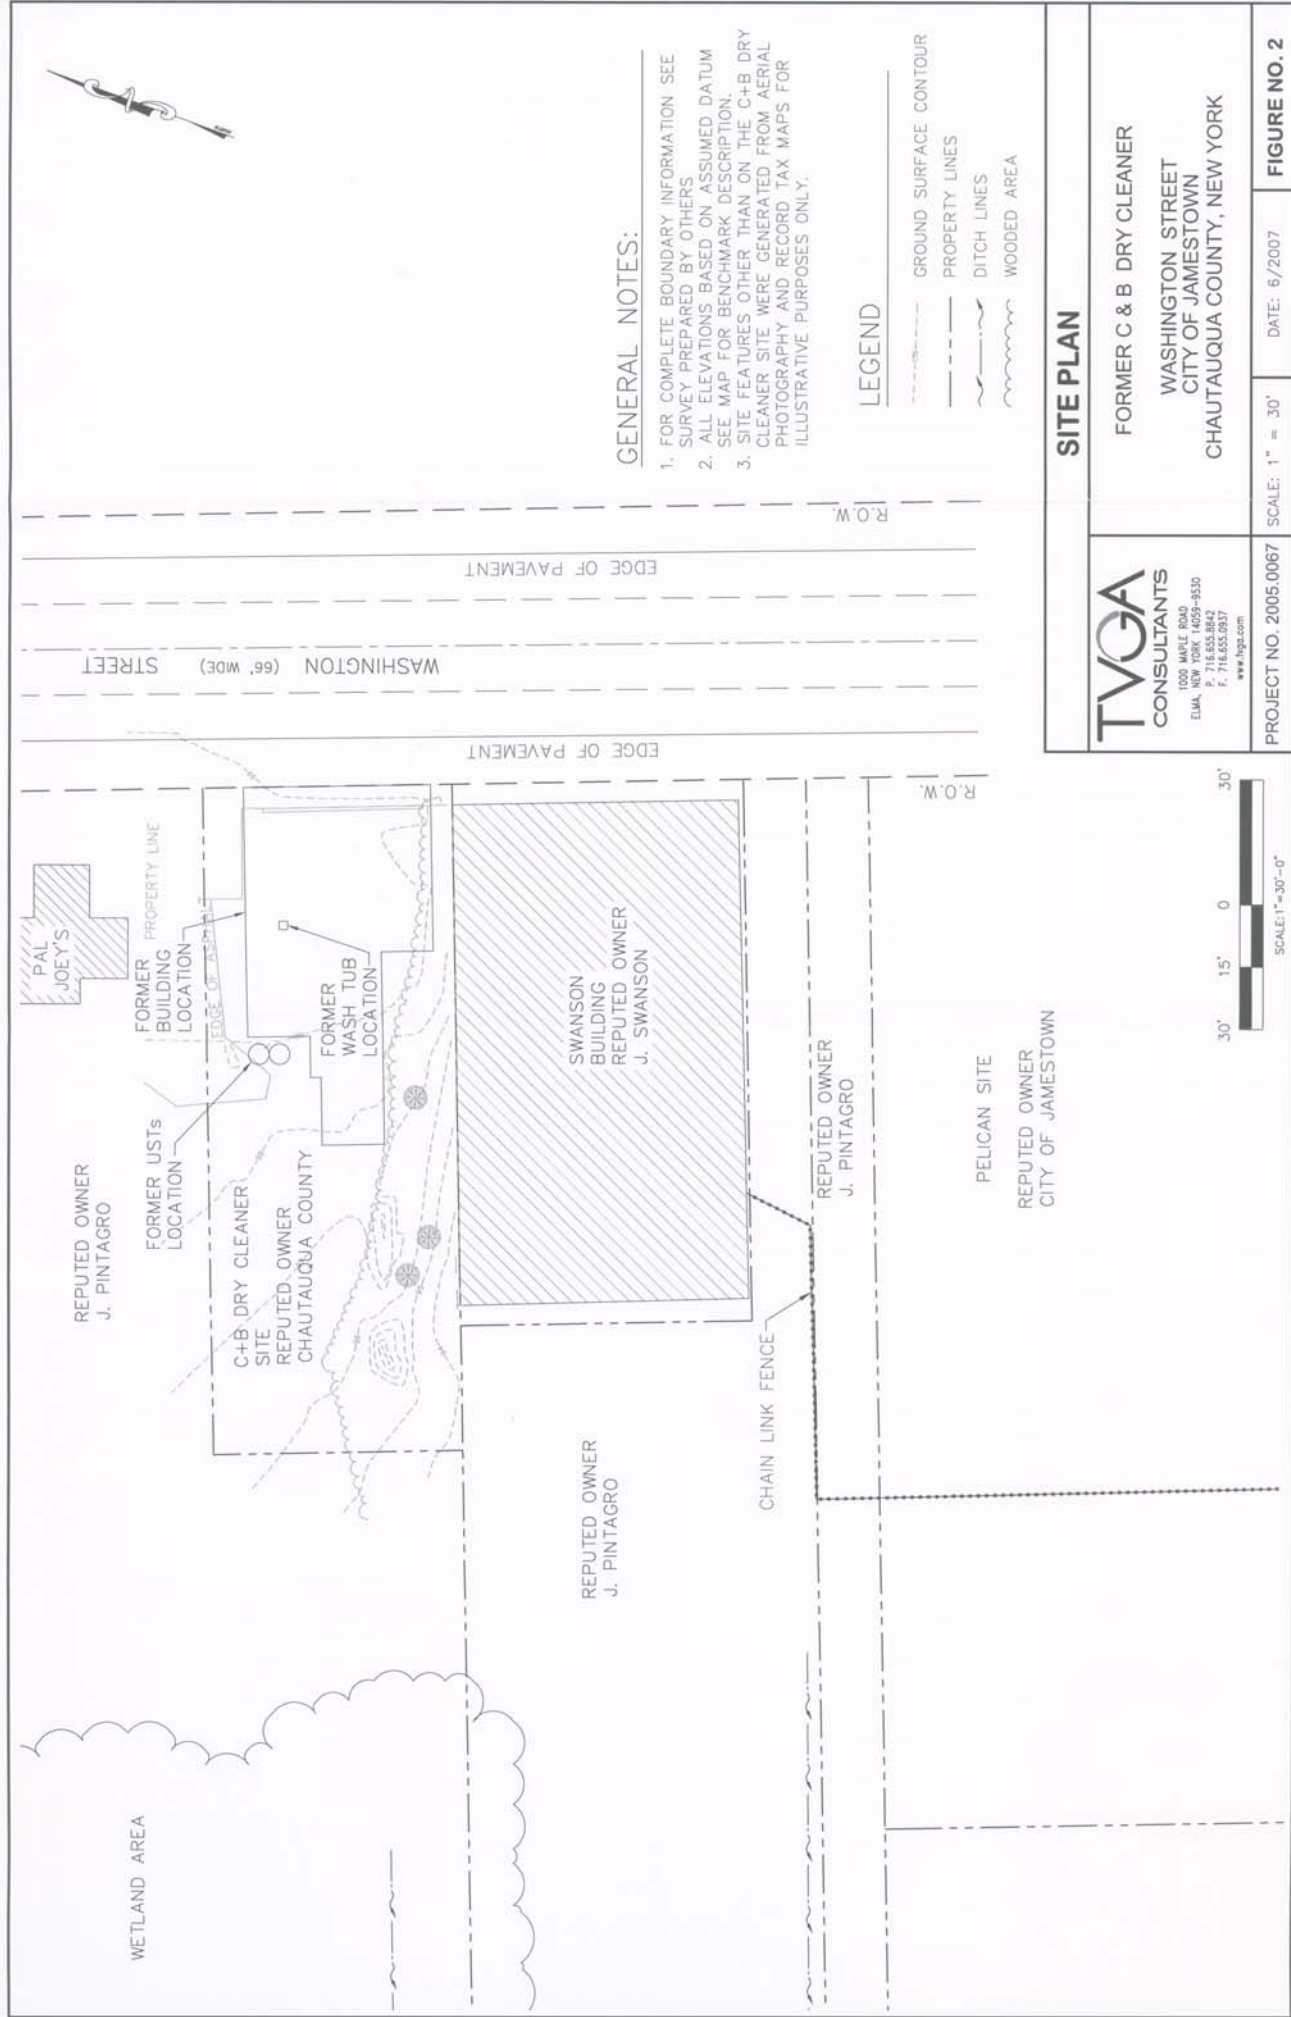 WETLAND AREA
REPUTED OWNER
J. PINTAGRO
PAL
JOEY'S
PROPERTY LINE
FORMER
BUILDING
LOCATION
FORMER USTs
LOCATION
FORMER
WASH TUB
LOCATION
C+B DRY CLEANER
SITE
REPUTED OWNER
CHAUTAUQUA COUNTY
SWANSON
BUILDING
REPUTED OWNER
J. SWANSON
REPUTED OWNER
J. PINTAGRO
CHAIN LINK FENCE
REPUTED OWNER
J. PINTAGRO
PELICAN SITE
REPUTED OWNER
CITY OF JAMESTOWN
EDGE OF PAVEMENT
WASHINGTON (66' WIDE) STREET
EDGE OF PAVEMENT
R.O.W.
R.O.W.
GENERAL NOTES:
1. FOR COMPLETE BOUNDARY INFORMATION SEE
SURVEY PREPARED BY OTHERS
2. ALL ELEVATIONS BASED ON ASSUMED DATUM
SEE MAP FOR BENCHMARK DESCRIPTION.
3. SITE FEATURES OTHER THAN ON THE C+B DRY
CLEANER SITE WERE GENERATED FROM AERIAL
PHOTOGRAPHY AND RECORD TAX MAPS FOR
ILLUSTRATIVE PURPOSES ONLY.
LEGEND
GROUND SURFACE CONTOUR
PROPERTY LINES
DITCH LINES
WOODED AREA
30' 15' 0 30'
SCALE:1"=30'-0"
SITE PLAN
TVGA
CONSULTANTS
1000 MAPLE ROAD
ELMA, NEW YORK 14059-9530
P. 716.655.8842
F. 716.655.0937
www.tvga.com
FORMER C & B DRY CLEANER
WASHINGTON STREET
CITY OF JAMESTOWN
CHAUTAUQUA COUNTY, NEW YORK
PROJECT NO. 2005.0067
SCALE: 1" = 30'
DATE: 6/2007
FIGURE NO. 2